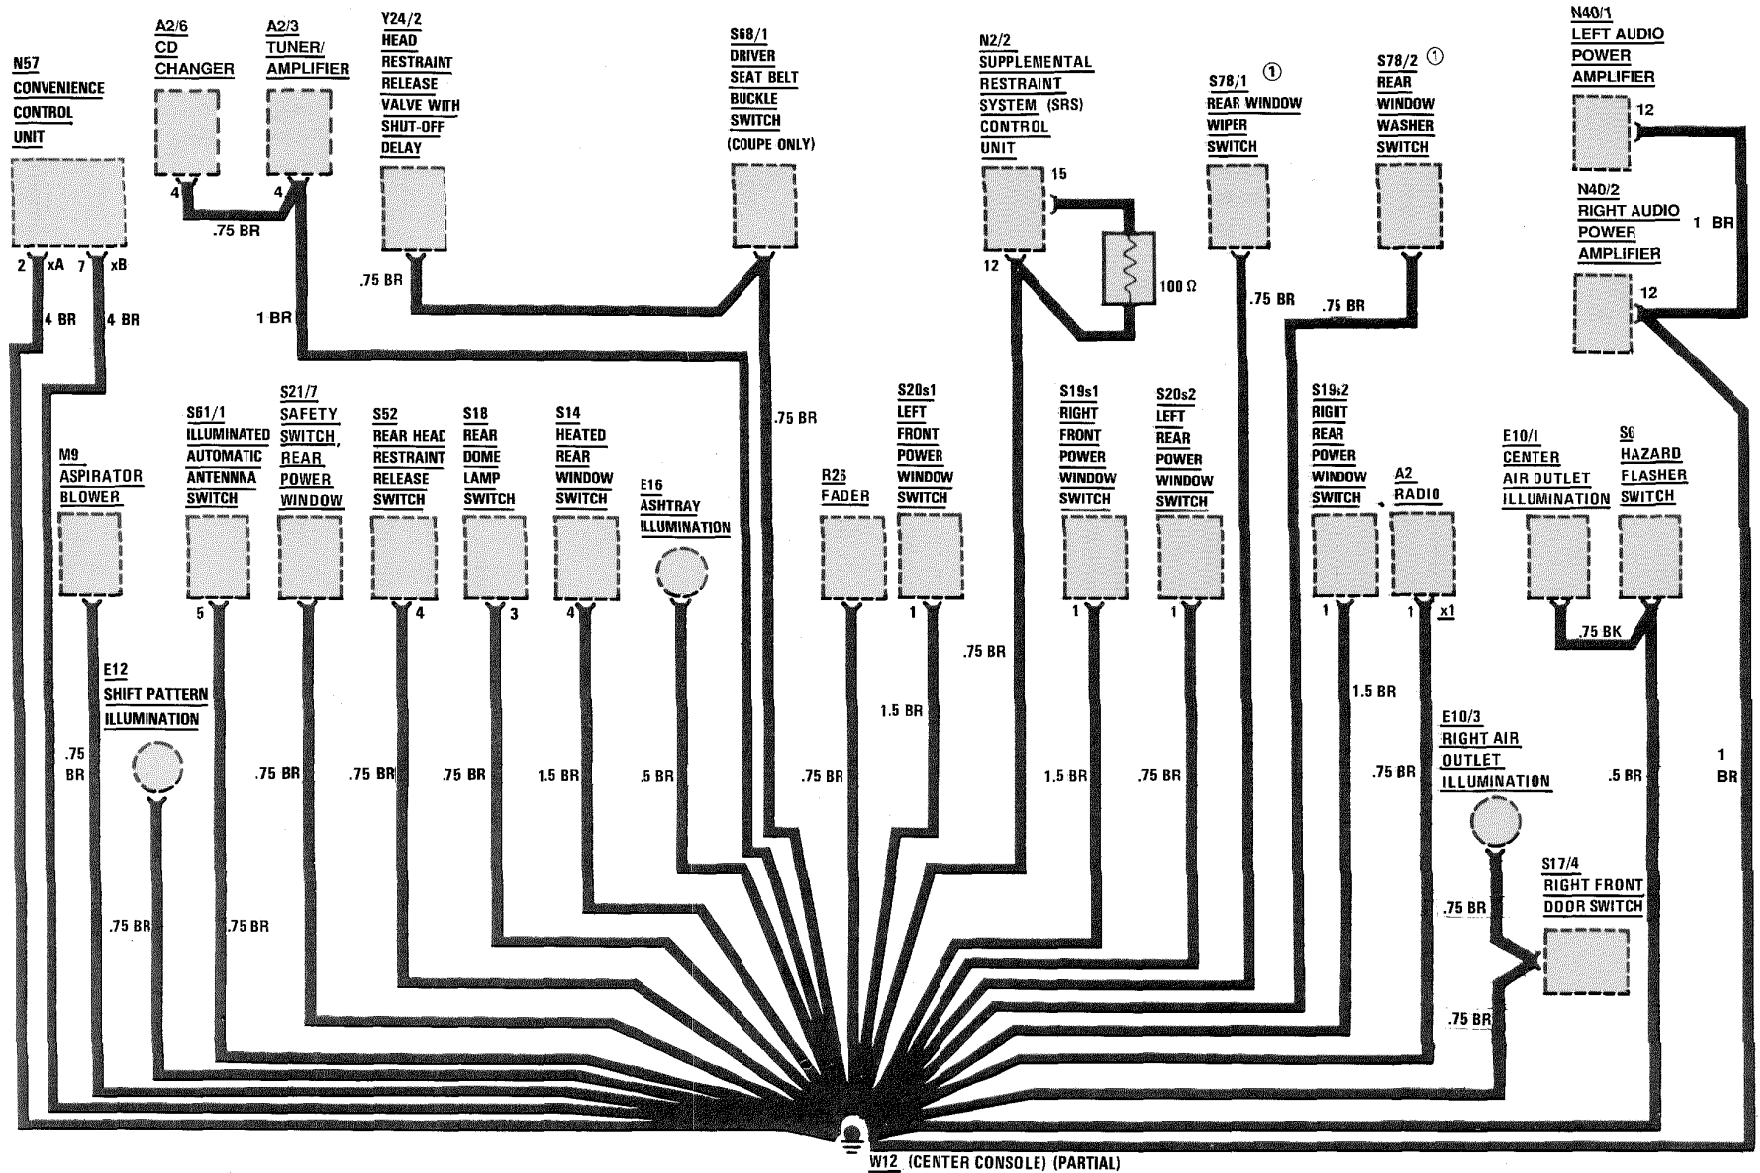 N57
CONVENIENCE
CONTROL
UNIT
2 xA 7 xB
4 BR
4 BR
A2/6
CD
CHANGER
4
.75 BR
A2/3
TUNER/
AMPLIFIER
4
1 BR
Y24/2
HEAD
RESTRAINT
RELEASE
VALVE WITH
SHUT-OFF
DELAY
.75 BR
S68/1
DRIVER
SEAT BELT
BUCKLE
SWITCH
(COUPE ONLY)
.75 BR
N2/2
SUPPLEMENTAL
RESTRAINT
SYSTEM (SRS)
CONTROL
UNIT
15
12
100 Ω
.75 BR
S78/1 ①
REAR WINDOW
WIPER
SWITCH
.75 BR
S78/2 ①
REAR
WINDOW
WASHER
SWITCH
.75 BR
N40/1
LEFT AUDIO
POWER
AMPLIFIER
12
1 BR
N40/2
RIGHT AUDIO
POWER
AMPLIFIER
12
1
BR
M9
ASPIRATOR
BLOWER
.75
BR
E12
SHIFT PATTERN
ILLUMINATION
.75 BR
S61/1
ILLUMINATED
AUTOMATIC
ANTENNNA
SWITCH
5
.75 BR
S21/7
SAFETY
SWITCH,
REAR
POWER
WINDOW
.75 BR
S52
REAR HEAD
RESTRAINT
RELEASE
SWITCH
4
.75 BR
S18
REAR
DOME
LAMP
SWITCH
3
.75 BR
S14
HEATED
REAR
WINDOW
SWITCH
4
1.5 BR
E16
ASHTRAY
ILLUMINATION
.5 BR
R26
FADER
.75 BR
S20s1
LEFT
FRONT
POWER
WINDOW
SWITCH
1
1.5 BR
S19s1
RIGHT
FRONT
POWER
WINDOW
SWITCH
1
1.5 BR
S20s2
LEFT
REAR
POWER
WINDOW
SWITCH
1
.75 BR
S19s2
RIGHT
REAR
POWER
WINDOW
SWITCH
1
1.5 BR
A2
RADIO
1 x1
.75 BR
E10/1
CENTER
AIR OUTLET
ILLUMINATION
.75 BK
S6
HAZARD
FLASHER
SWITCH
.5 BR
E10/3
RIGHT AIR
OUTLET
ILLUMINATION
.75 BR
S17/4
RIGHT FRONT
DOOR SWITCH
.75 BR
W12 (CENTER CONSOLE) (PARTIAL)